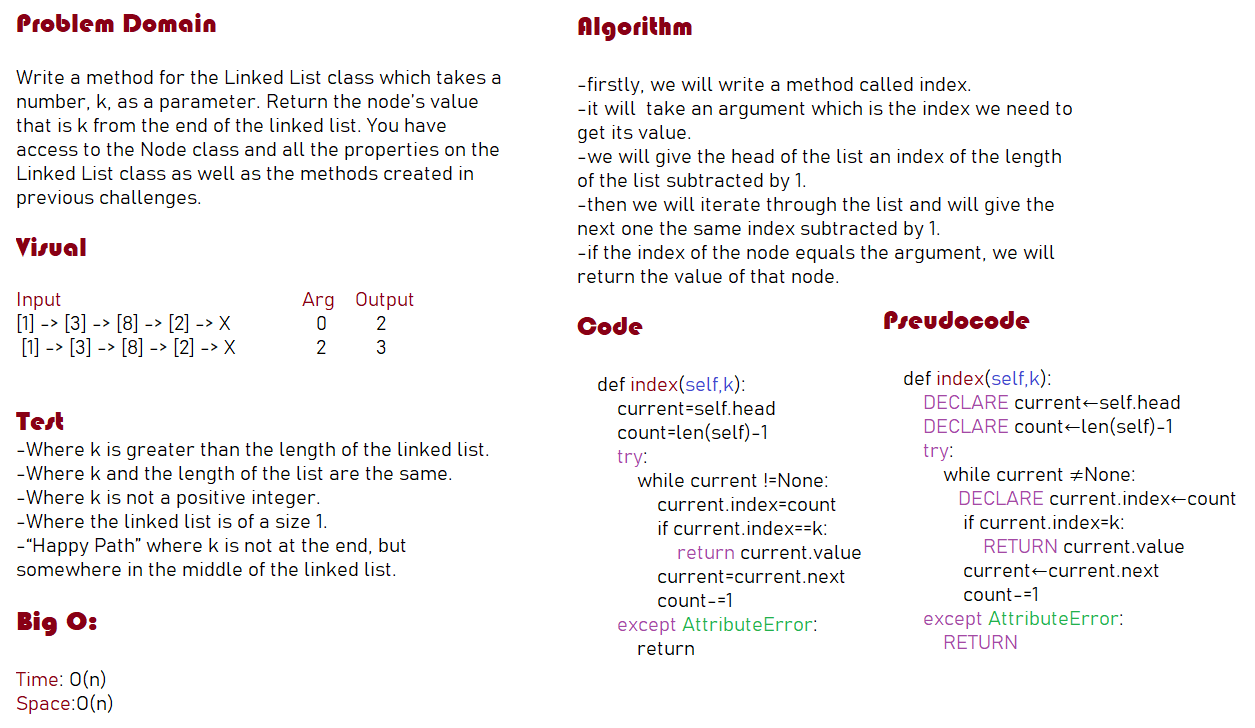 Problem Domain
Write a method for the Linked List class which takes a
number, k, as a parameter. Return the node's value
that is k from the end of the linked list. You have
access to the Node class and all the properties on the
Linked List class as well as the methods created in
previous challenges.
Visual
Input Arg Output
[1] -> [3] -> [8] -> [2] -> X 0 2
[1] -> [3] -> [8] -> [2] -> X 2 3
Test
-Where k is greater than the length of the linked list.
-Where k and the length of the list are the same.
-Where k is not a positive integer.
-Where the linked list is of a size 1.
-“Happy Path” where k is not at the end, but
somewhere in the middle of the linked list.
Big O:
Time: O(n)
Space:O(n)
Algorithm
-firstly, we will write a method called index.
-it will  take an argument which is the index we need to
get its value.
-we will give the head of the list an index of the length
of the list subtracted by 1.
-then we will iterate through the list and will give the
next one the same index subtracted by 1.
-if the index of the node equals the argument, we will
return the value of that node.
Code
def index(self,k):
current=self.head
count=len(self)-1
try:
while current !=None:
current.index=count
if current.index==k:
return current.value
current=current.next
count-=1
except AttributeError:
return
Pseudocode
def index(self,k):
DECLARE current←self.head
DECLARE count←len(self)-1
try:
while current ≠None:
DECLARE current.index←count
if current.index=k:
RETURN current.value
current←current.next
count-=1
except AttributeError:
RETURN